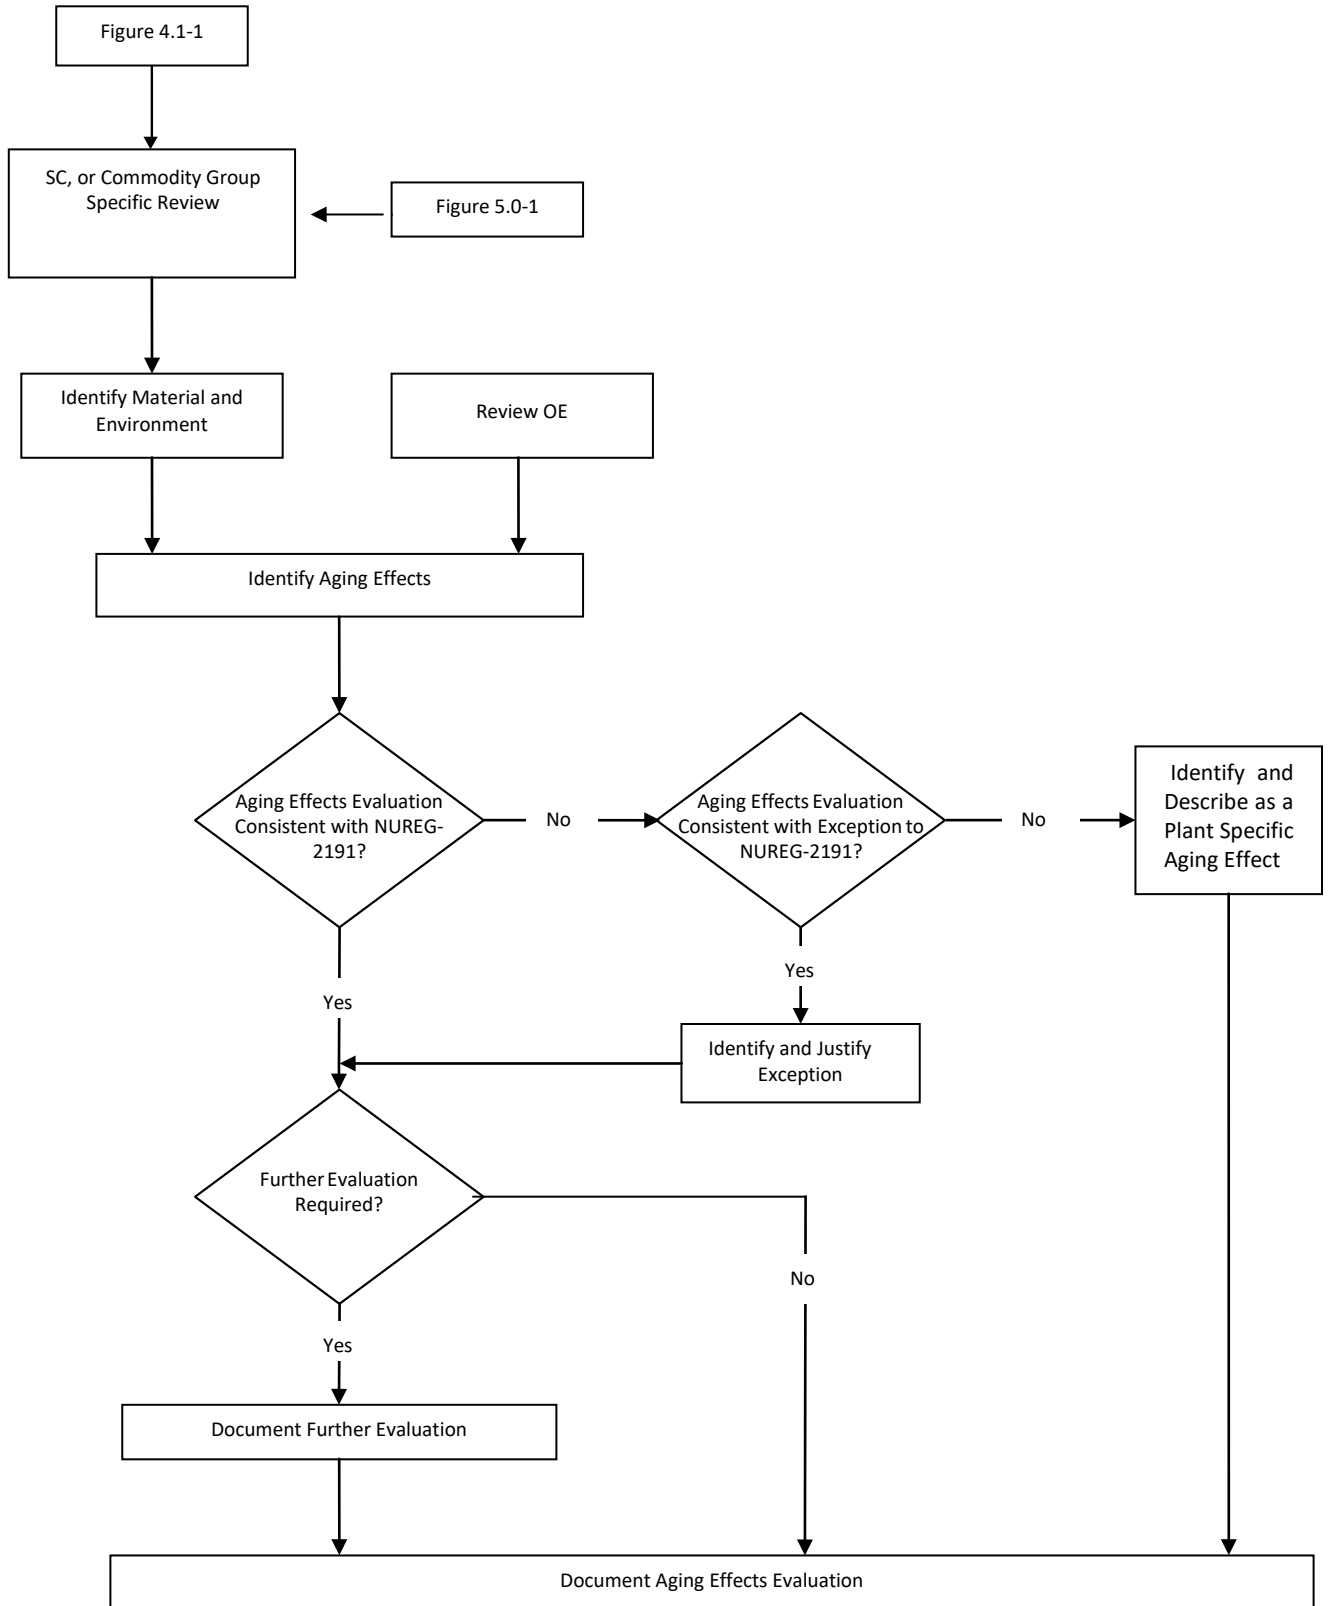 Figure 4.1-1
SC, or Commodity Group
Specific Review
Figure 5.0-1
Identify Material and
Environment
Review OE
Identify Aging Effects
Aging Effects Evaluation
Consistent with NUREG-
2191?
No
Aging Effects Evaluation
Consistent with Exception to
NUREG-2191?
No
Identify and
Describe as a
Plant Specific
Aging Effect
Yes
Yes
Identify and Justify
Exception
Further Evaluation
Required?
No
Yes
Document Further Evaluation
Document Aging Effects Evaluation